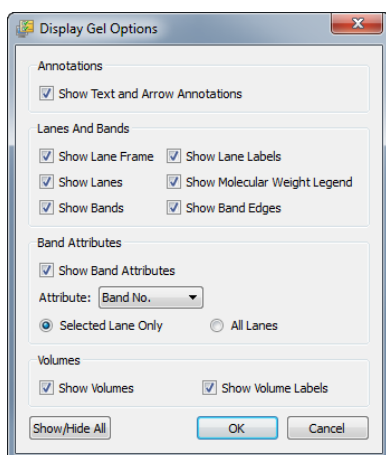 Display Gel Options
Annotations
Show Text and Arrow Annotations
Lanes And Bands
Show Lane Frame Show Lane Labels
Show Lanes Show Molecular Weight Legend
Show Bands Show Band Edges
Band Attributes
Show Band Attributes
Attribute: Band No.
Selected Lane Only All Lanes
Volumes
Show Volumes Show Volume Labels
Show/Hide All OK Cancel